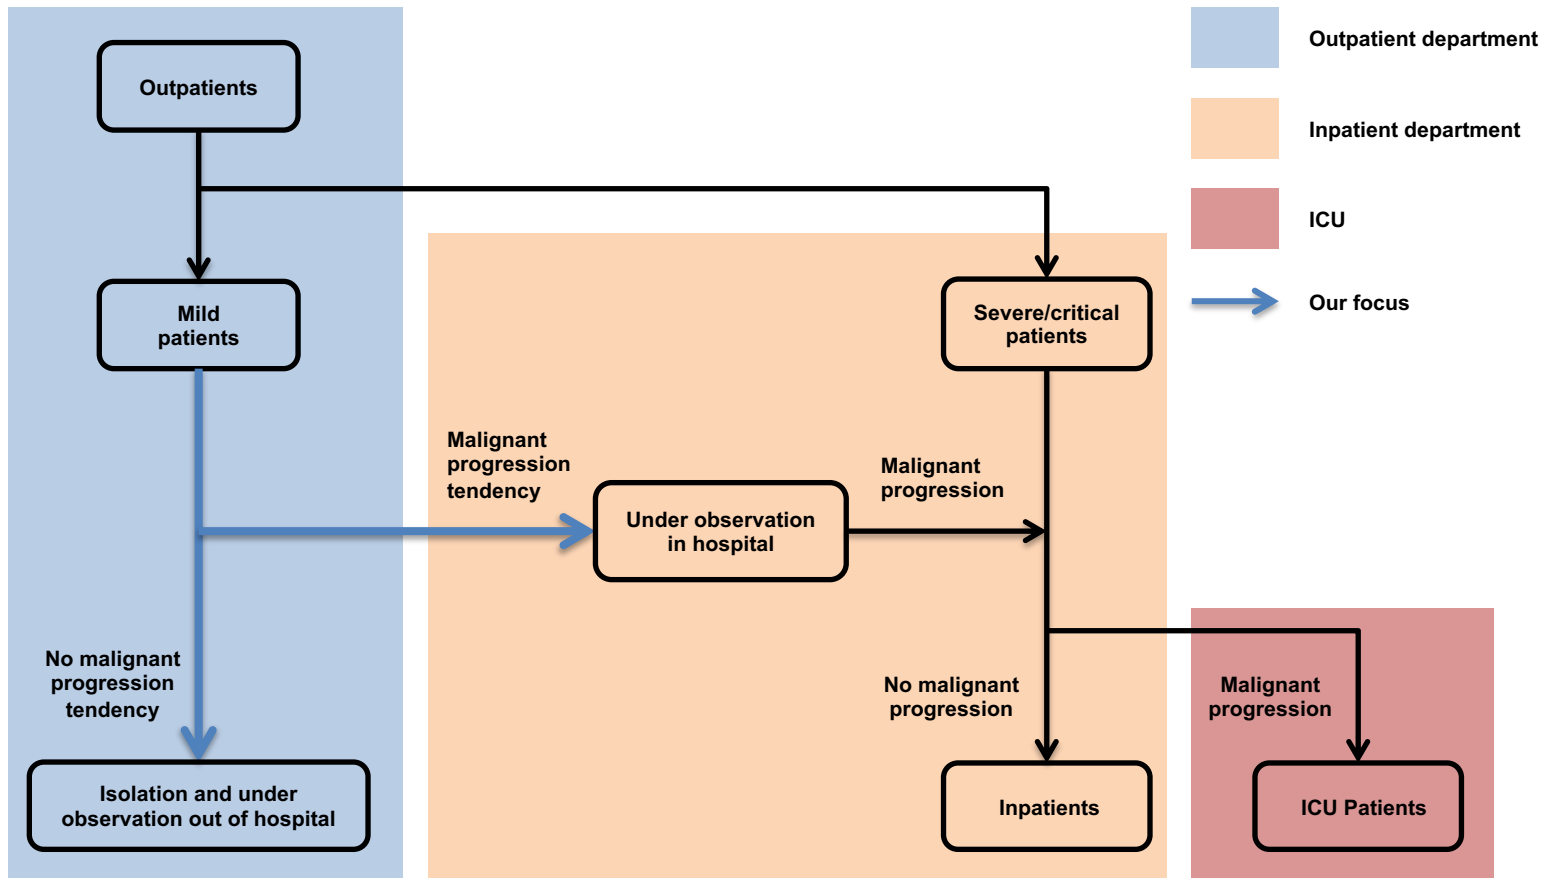 Outpatients
Outpatient department
Inpatient department
ICU
Our focus
Mild
patients
Severe/critical
patients
Malignant
progression
tendency
Malignant
progression
Under observation
in hospital
No malignant
progression
tendency
No malignant
progression
Malignant
progression
Isolation and under
observation out of hospital
Inpatients
ICU Patients